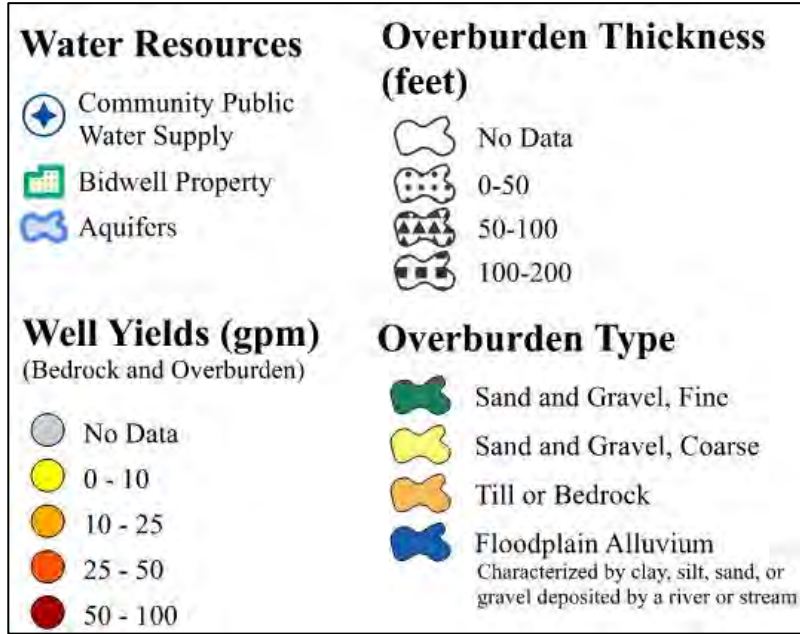 Water Resources
Community Public
Water Supply
Bidwell Property
Aquifers
Overburden Thickness
(feet)
No Data
0-50
50-100
100-200
Well Yields (gpm)
(Bedrock and Overburden)
No Data
0 - 10
10 - 25
25 - 50
50 - 100
Overburden Type
Sand and Gravel, Fine
Sand and Gravel, Coarse
Till or Bedrock
Floodplain Alluvium
Characterized by clay, silt, sand, or
gravel deposited by a river or stream